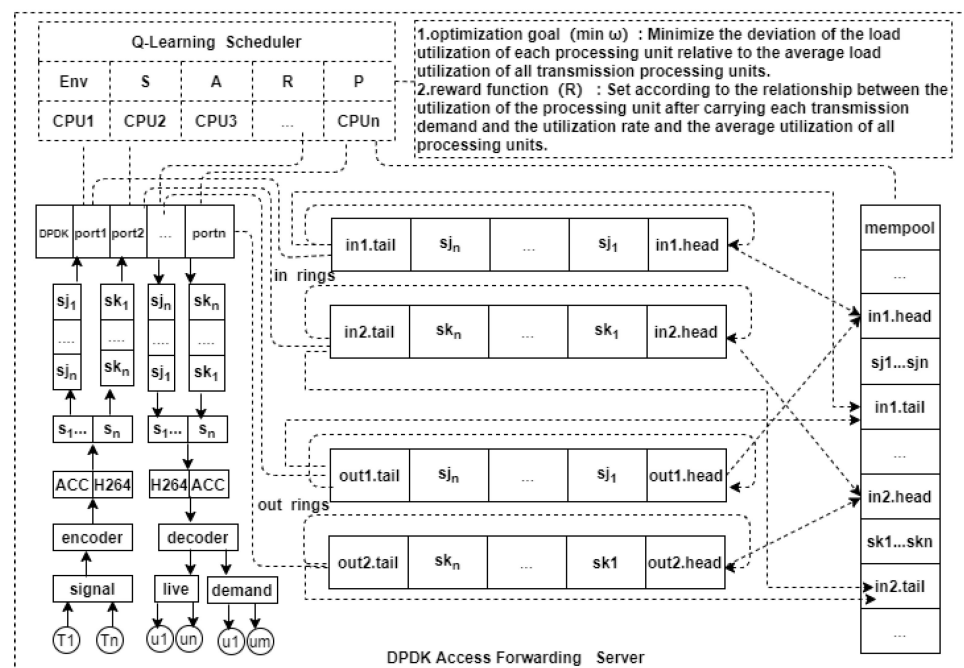 Q-Learning Scheduler
Env S A R P
CPU1 CPU2 CPU3 ... CPUn
1.optimization goal (min ω) : Minimize the deviation of the load
utilization of each processing unit relative to the average load
utilization of all transmission processing units.
2.reward function (R) : Set according to the relationship between the
utilization of the processing unit after carrying each transmission
demand and the utilization rate and the average utilization of all
processing units.
DPDK port1 port2 ... portn
sj₁ sk₁ sjₙ skₙ
.... .... .... ....
sjₙ skₙ sj₁ sk₁
s₁... sₙ s₁... sₙ
ACC H264 H264 ACC
encoder decoder
signal live demand
T1 Tn u1 un u1 um
in rings
out rings
in1.tail sjₙ ... sj₁ in1.head
in2.tail skₙ ... sk₁ in2.head
out1.tail sjₙ ... sj₁ out1.head
out2.tail skₙ ... sk1 out2.head
mempool
...
in1.head
sj1...sjn
in1.tail
...
in2.head
sk1...skn
in2.tail
...
DPDK Access Forwarding Server